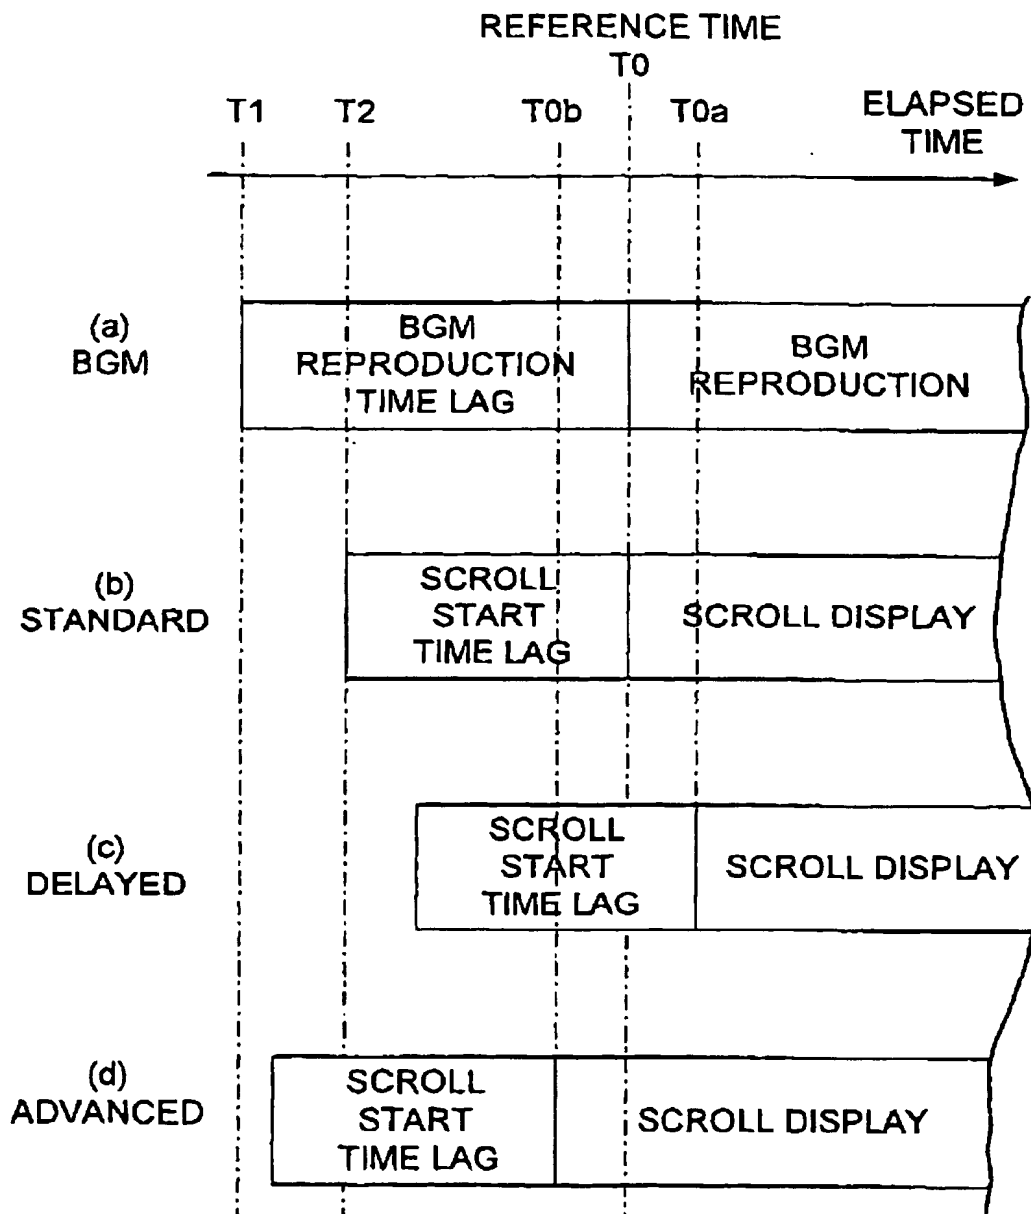 REFERENCE TIME
T0
T1 T2 T0b T0a ELAPSED
TIME
(a)
BGM
BGM
REPRODUCTION
TIME LAG
BGM
REPRODUCTION
(b)
STANDARD
SCROLL
START
TIME LAG
SCROLL DISPLAY
(c)
DELAYED
SCROLL
START
TIME LAG
SCROLL DISPLAY
(d)
ADVANCED
SCROLL
START
TIME LAG
SCROLL DISPLAY